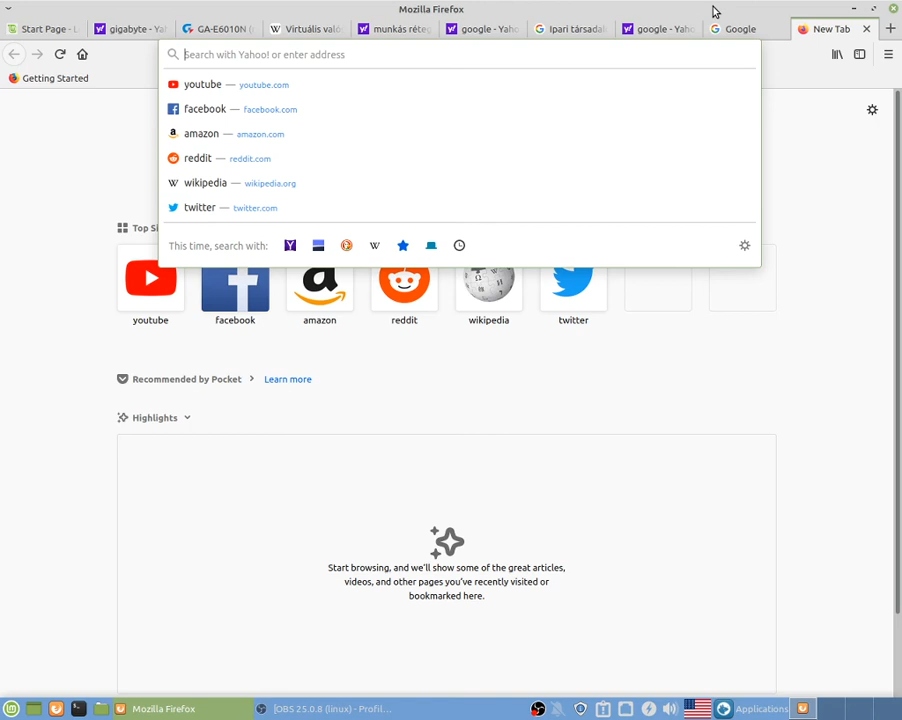 Mozilla Firefox
Start Page - L
gigabyte - Ya
GA-E6010N (
Virtuális való
munkás réteg
google - Yaho
Ipari társadal
google - Yaho
Google
New Tab
Search with Yahoo! or enter address
Getting Started
youtube — youtube.com
facebook — facebook.com
amazon — amazon.com
reddit — reddit.com
wikipedia — wikipedia.org
twitter — twitter.com
This time, search with:
Top Si
youtube
facebook
amazon
reddit
wikipedia
twitter
Recommended by Pocket
Learn more
Highlights
Start browsing, and we'll show some of the great articles,
videos, and other pages you've recently visited or
bookmarked here.
Mozilla Firefox
[OBS 25.0.8 (linux) - Profil...
Applications